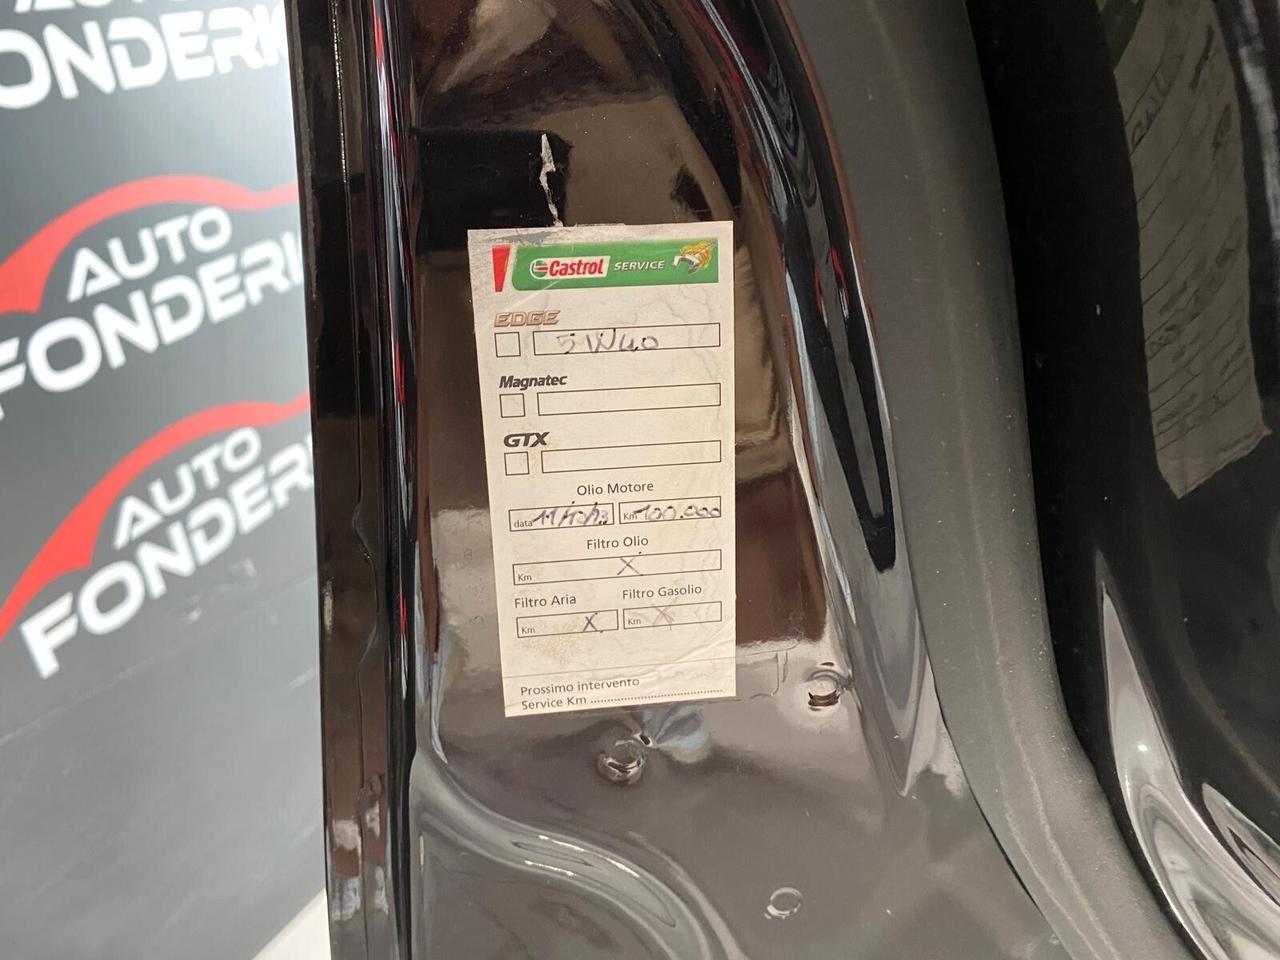 AUTO
FONDERIE
AUTO
FONDERI
AUTO
FONDERI
Castrol SERVICE
EDGE
5W40
Magnatec
GTX
Olio Motore
data Km 100.000
Filtro Olio
Km X
Filtro Aria Filtro Gasolio
Km X Km X
Prossimo intervento
Service Km ................................